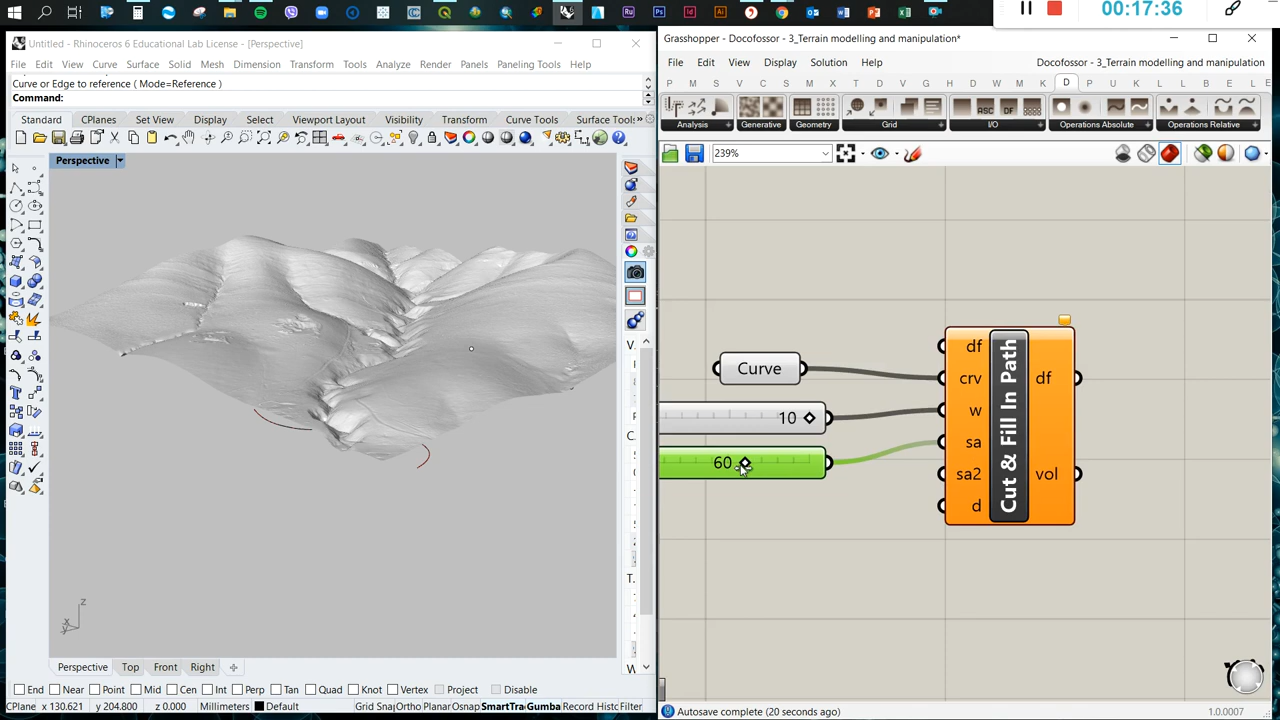 00:17:36
Untitled - Rhinoceros 6 Educational Lab License - [Perspective]
File Edit View Curve Surface Solid Mesh Dimension Transform Tools Analyze Render Panels Paneling Tools Help
Curve or Edge to reference ( Mode=Reference )
Command:
Standard CPlanes Set View Display Select Viewport Layout Visibility Transform Curve Tools Surface Tools
Perspective
z
x
y
Perspective Top Front Right
End Near Point Mid Cen Int Perp Tan Quad Knot Vertex Project Disable
CPlane x 130.621 y 204.800 z 0.000 Millimeters Default Grid Snap Ortho Planar Osnap SmartTra Gumba Record Histo Filter
Grasshopper - Docofossor - 3_Terrain modelling and manipulation*
File Edit View Display Solution Help Docofossor - 3_Terrain modelling and manipulation
P M S V C S I M T D K K V L N H D W M K U D L B R L E
Analysis Generative Geometry Grid I/O Operations Absolute Operations Relative
ASC DF
239%
Curve
10
60
df
crv
w
sa
sa2
d
Cut & Fill In Path
df
vol
Autosave complete (20 seconds ago) 1.0.0007